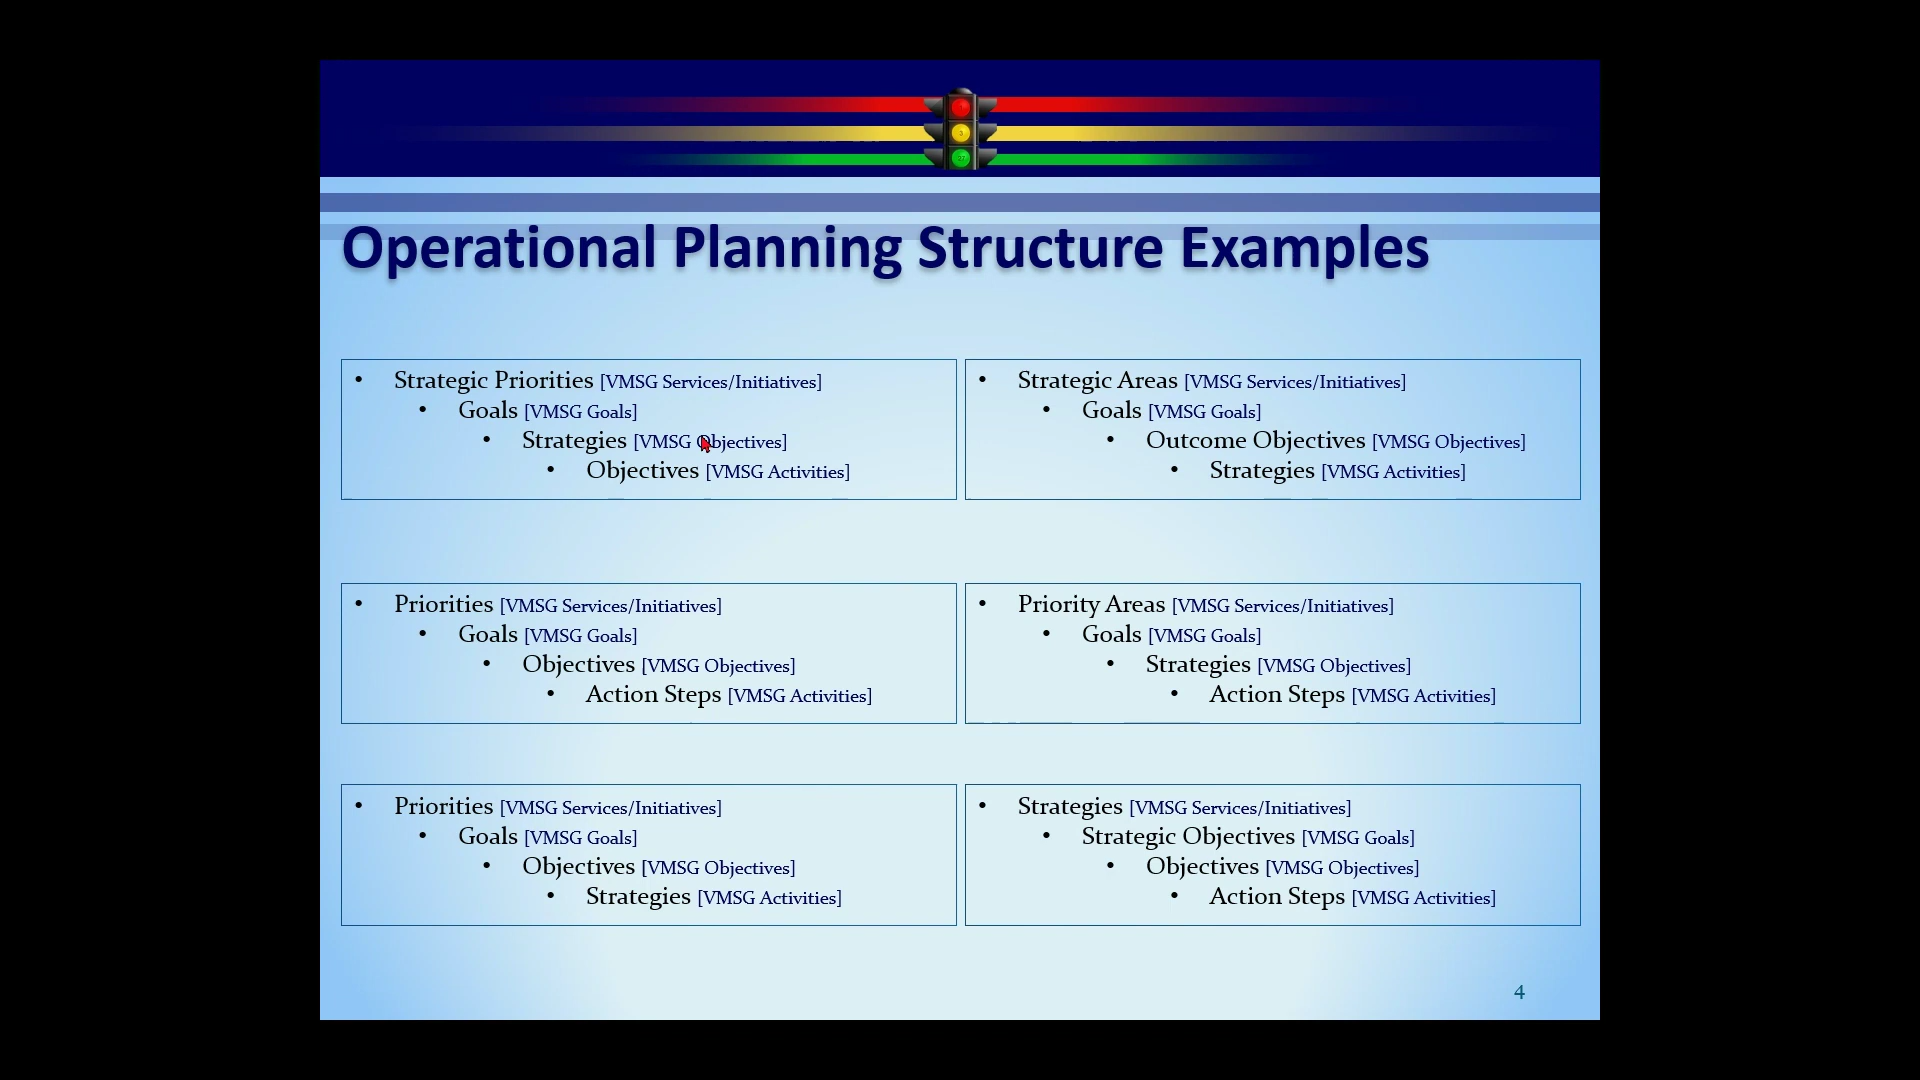 Operational Planning Structure Examples
• Strategic Priorities [VMSG Services/Initiatives]
• Goals [VMSG Goals]
• Strategies [VMSG Objectives]
• Objectives [VMSG Activities]
• Strategic Areas [VMSG Services/Initiatives]
• Goals [VMSG Goals]
• Outcome Objectives [VMSG Objectives]
• Strategies [VMSG Activities]
• Priorities [VMSG Services/Initiatives]
• Goals [VMSG Goals]
• Objectives [VMSG Objectives]
• Action Steps [VMSG Activities]
• Priority Areas [VMSG Services/Initiatives]
• Goals [VMSG Goals]
• Strategies [VMSG Objectives]
• Action Steps [VMSG Activities]
• Priorities [VMSG Services/Initiatives]
• Goals [VMSG Goals]
• Objectives [VMSG Objectives]
• Strategies [VMSG Activities]
• Strategies [VMSG Services/Initiatives]
• Strategic Objectives [VMSG Goals]
• Objectives [VMSG Objectives]
• Action Steps [VMSG Activities]
4